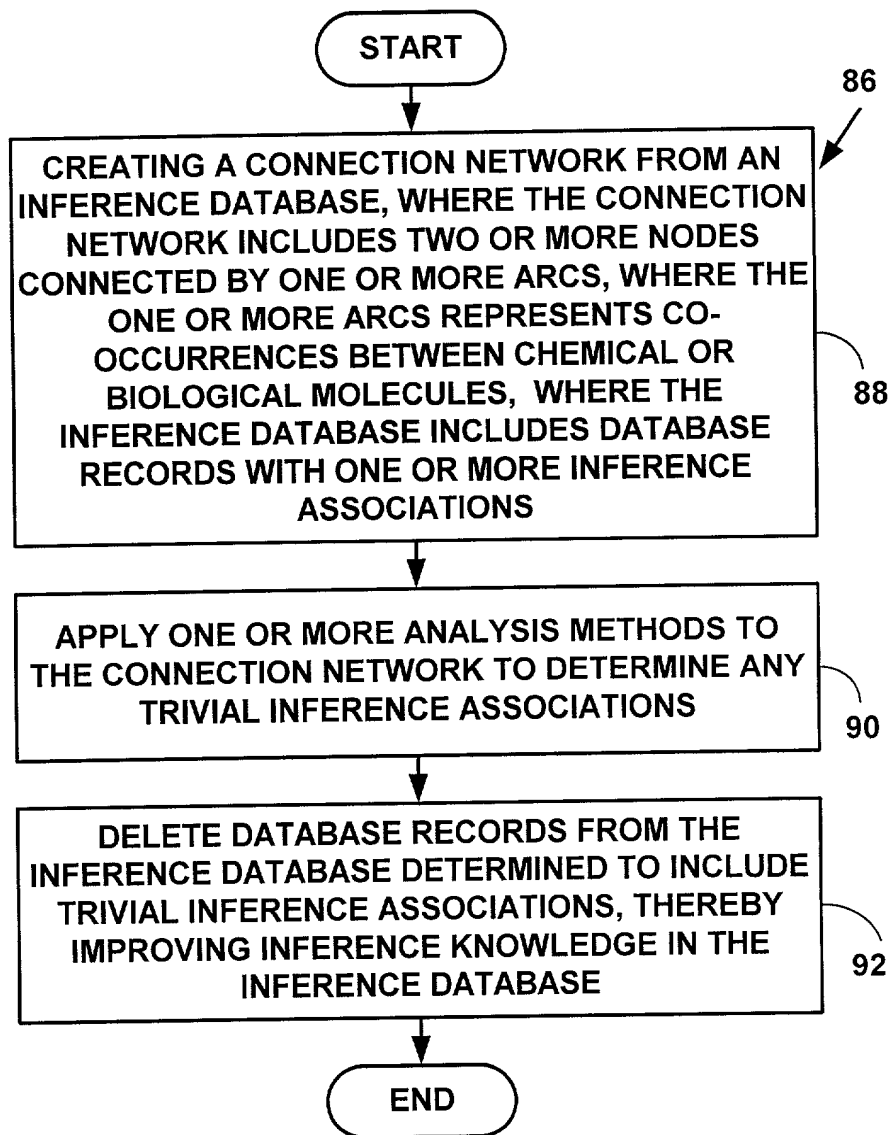 START
86
CREATING A CONNECTION NETWORK FROM AN
INFERENCE DATABASE, WHERE THE CONNECTION
NETWORK INCLUDES TWO OR MORE NODES
CONNECTED BY ONE OR MORE ARCS, WHERE THE
ONE OR MORE ARCS REPRESENTS CO-
OCCURRENCES BETWEEN CHEMICAL OR
BIOLOGICAL MOLECULES, WHERE THE
INFERENCE DATABASE INCLUDES DATABASE
RECORDS WITH ONE OR MORE INFERENCE
ASSOCIATIONS
88
APPLY ONE OR MORE ANALYSIS METHODS TO
THE CONNECTION NETWORK TO DETERMINE ANY
TRIVIAL INFERENCE ASSOCIATIONS
90
DELETE DATABASE RECORDS FROM THE
INFERENCE DATABASE DETERMINED TO INCLUDE
TRIVIAL INFERENCE ASSOCIATIONS, THEREBY
IMPROVING INFERENCE KNOWLEDGE IN THE
INFERENCE DATABASE
92
END